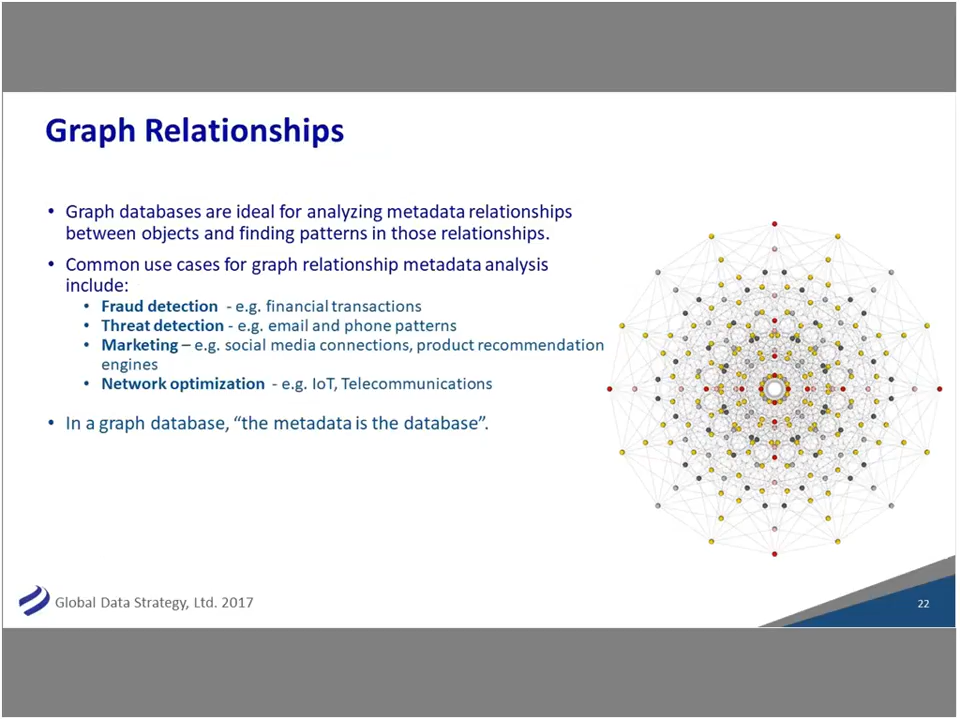 Graph Relationships
• Graph databases are ideal for analyzing metadata relationships
between objects and finding patterns in those relationships.
• Common use cases for graph relationship metadata analysis
include:
• Fraud detection - e.g. financial transactions
• Threat detection - e.g. email and phone patterns
• Marketing – e.g. social media connections, product recommendation
engines
• Network optimization - e.g. IoT, Telecommunications
• In a graph database, “the metadata is the database”.
Global Data Strategy, Ltd. 2017
22